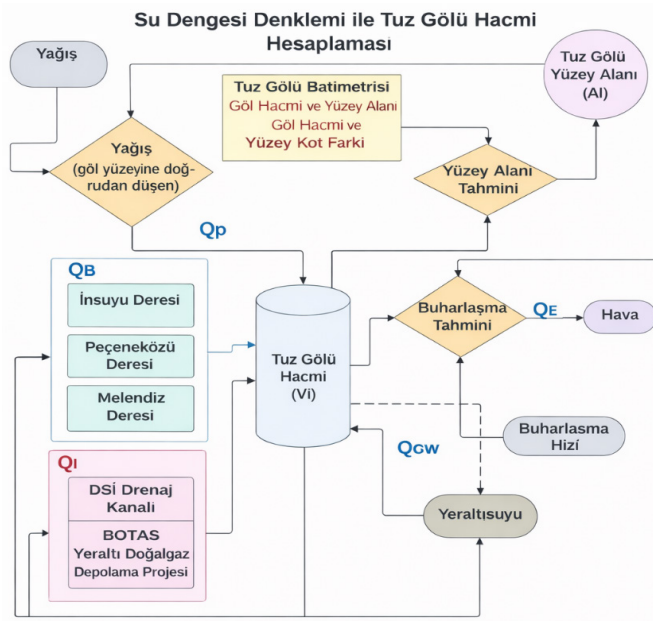 Su Dengesi Denklemi ile Tuz Gölü Hacmi
Hesaplaması
Yağış
Tuz Gölü
Yüzey Alanı
(Al)
Tuz Gölü Batimetrisi
Göl Hacmi ve Yüzey Alanı
Göl Hacmi ve
Yüzey Kot Farki
Yağış
(göl yüzeyine doğ-
rudan düşen)
Yüzey Alanı
Tahmini
Qp
QB
İnsuyu Deresi
Peçeneközü
Deresi
Melendiz
Deresi
Tuz Gölü
Hacmi
(Vi)
Buharlaşma
Tahmini
QE
Hava
Buharlasma
Hizí
QGW
Yeraltısuyu
QI
DSİ Drenaj
Kanali
BOTAS
Yeraltı Doğalgaz
Depolama Projesi